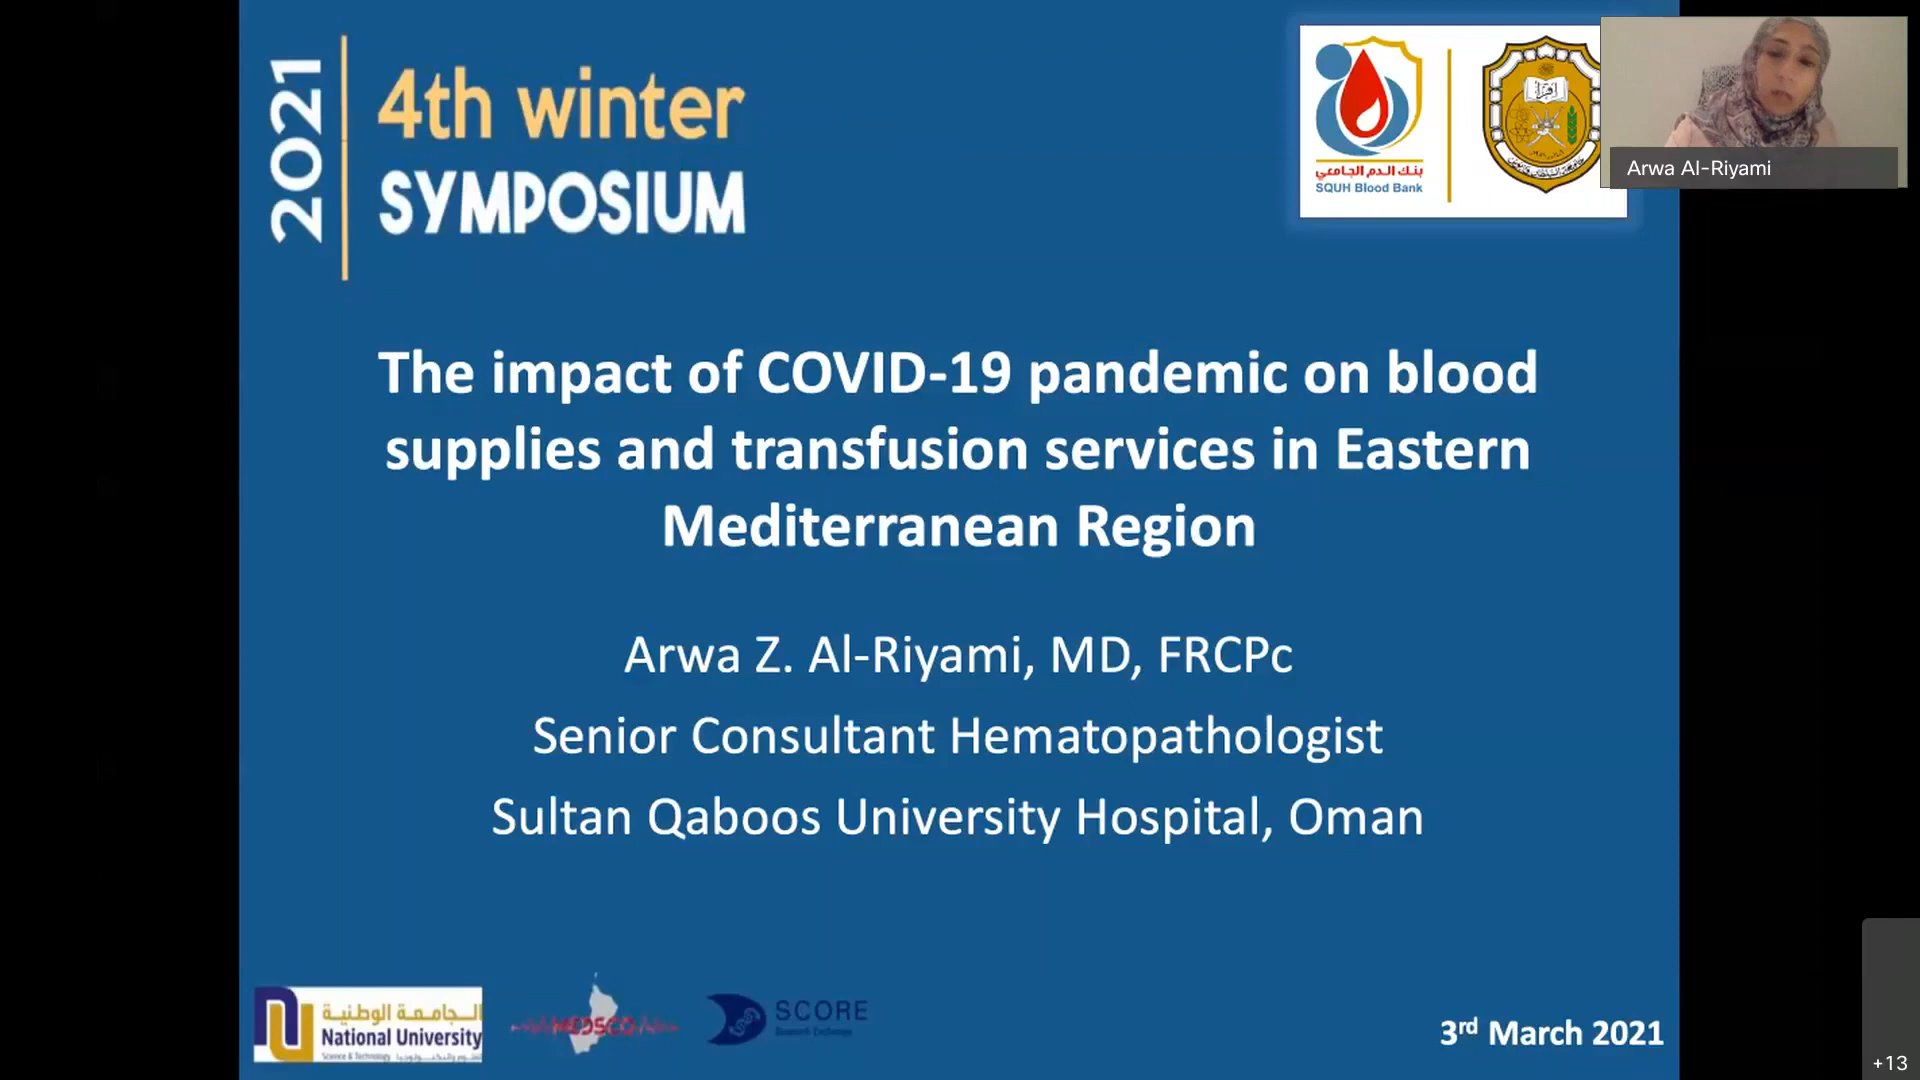 2021
4th winter
SYMPOSIUM
بنك الدم الجامعي
SQUH Blood Bank
Arwa Al-Riyami
The impact of COVID-19 pandemic on blood
supplies and transfusion services in Eastern
Mediterranean Region
Arwa Z. Al-Riyami, MD, FRCPc
Senior Consultant Hematopathologist
Sultan Qaboos University Hospital, Oman
الجامعة الوطنية
National University
Science & Technology
MEDSCO
SCORE
3rd March 2021
+13